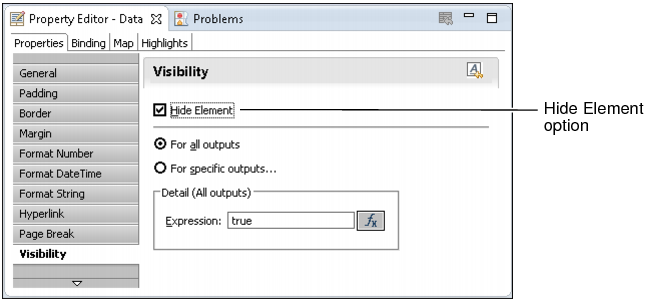 Property Editor - Data Problems
Properties Binding Map Highlights
General
Padding
Border
Margin
Format Number
Format DateTime
Format String
Hyperlink
Page Break
Visibility
Visibility
Hide Element
For all outputs
For specific outputs...
Detail (All outputs)
Expression: true fx
Hide Element
option